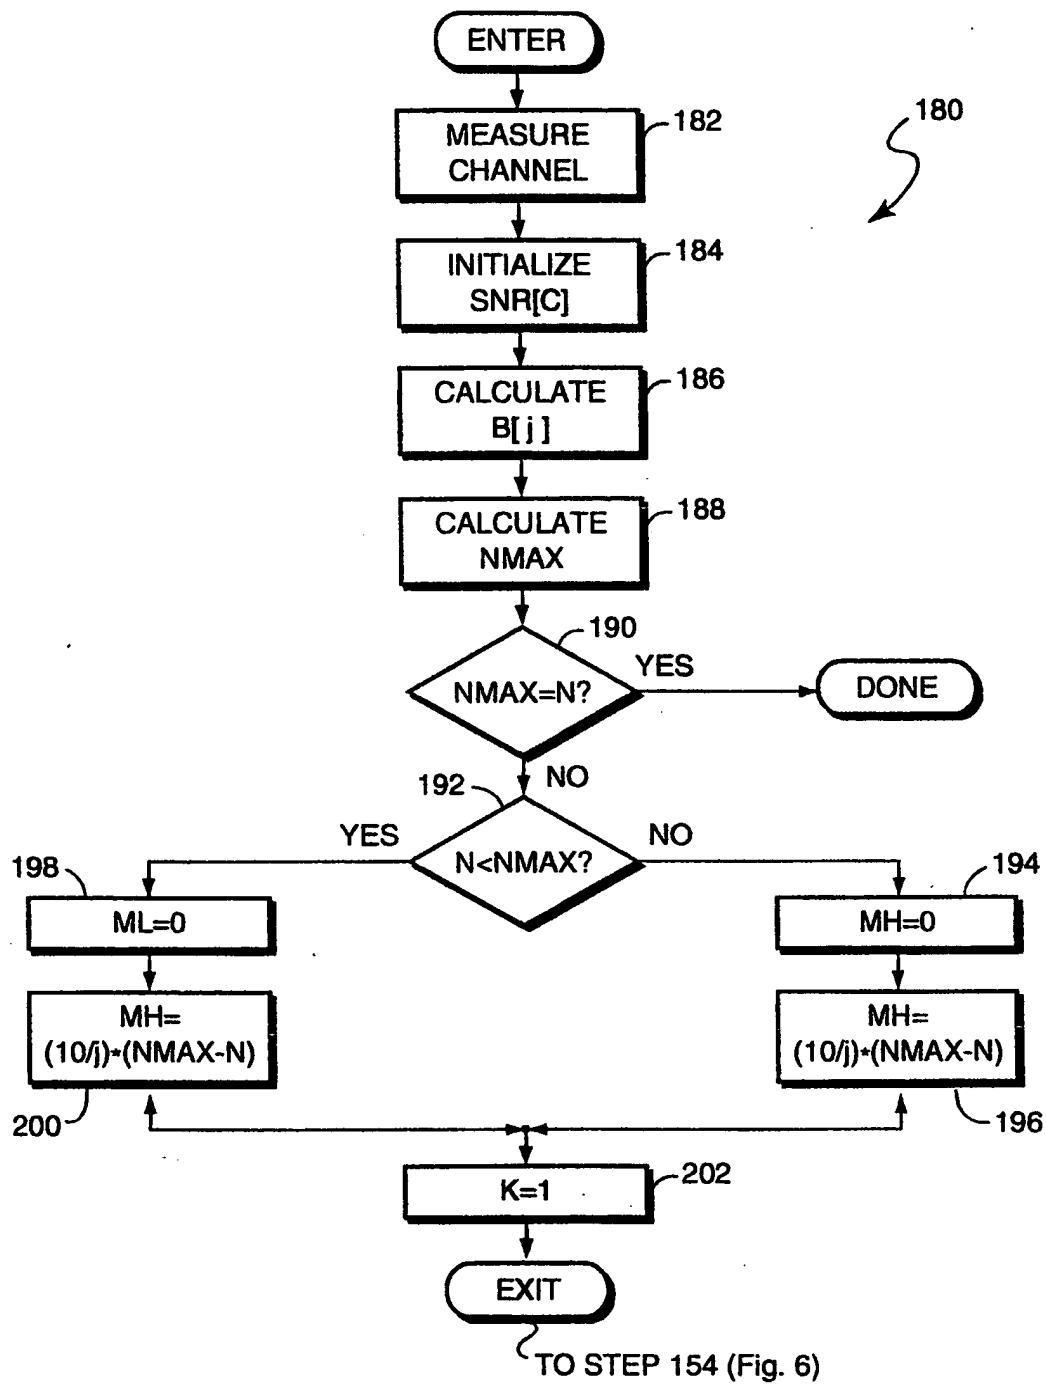 ENTER
180
MEASURE
CHANNEL
182
INITIALIZE
SNR[C]
184
CALCULATE
B[ j ]
186
CALCULATE
NMAX
188
190
NMAX=N?
YES
DONE
NO
192
N<NMAX?
YES
NO
198
ML=0
194
MH=0
MH=
(10/j)*(NMAX-N)
200
MH=
(10/j)*(NMAX-N)
196
K=1
202
EXIT
TO STEP 154 (Fig. 6)